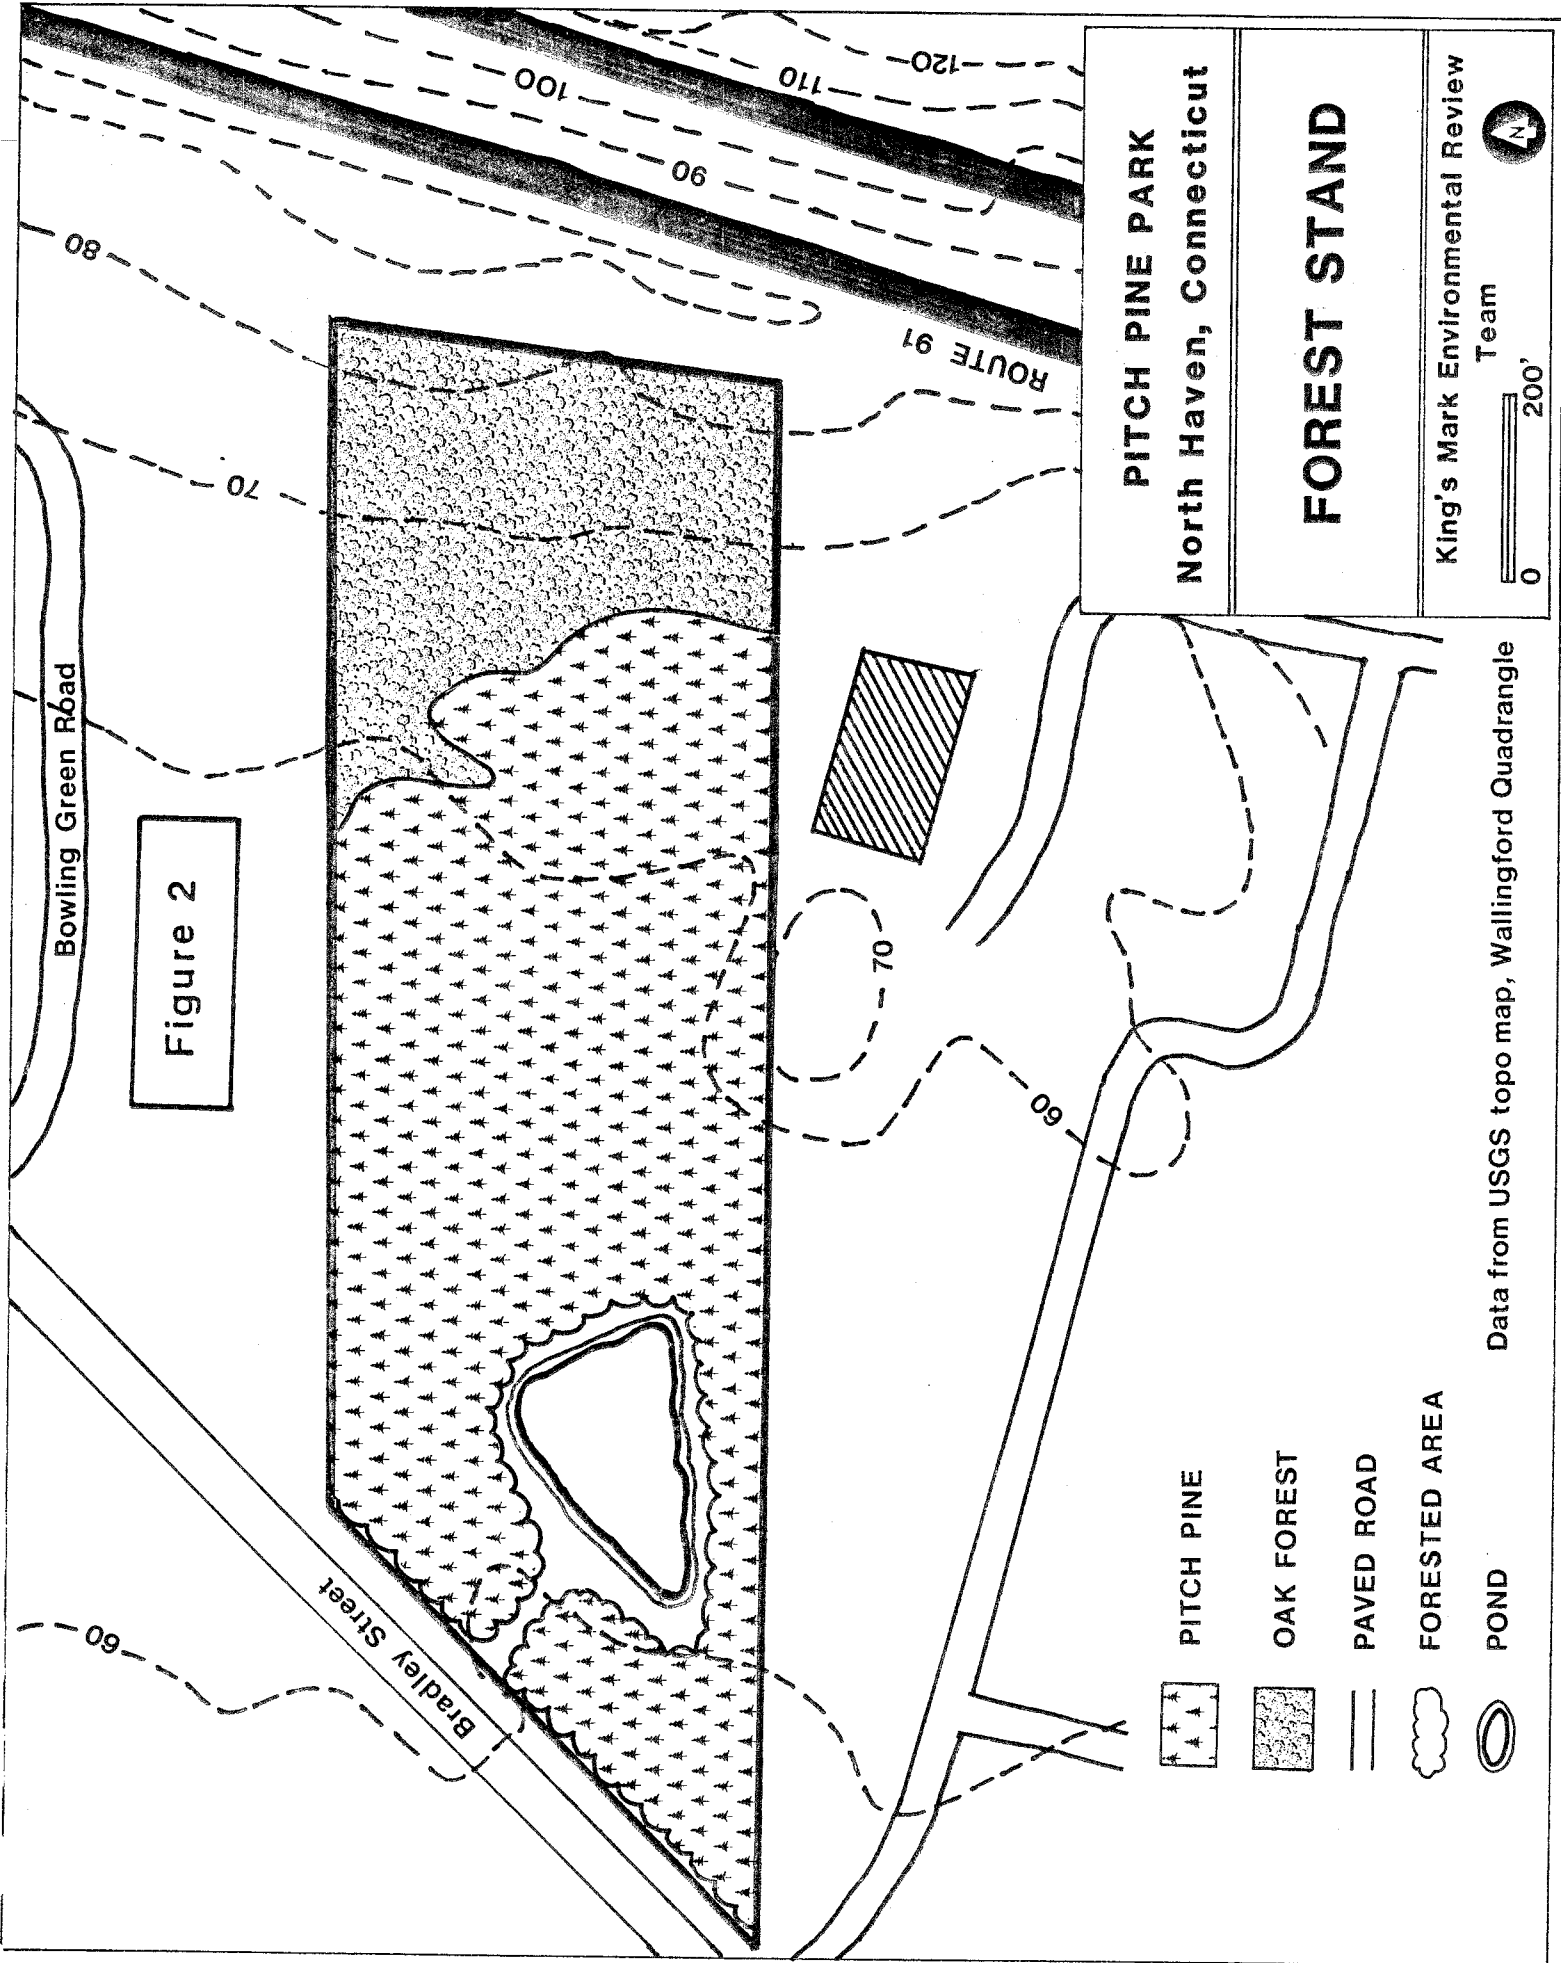 Figure 2
Bowling Green Road
Bradley Street
ROUTE 91
60
80
70
100
90
110
120
70
60
PITCH PINE
OAK FOREST
PAVED ROAD
FORESTED AREA
POND
Data from USGS topo map, Wallingford Quadrangle
PITCH PINE PARK
North Haven, Connecticut
FOREST STAND
King's Mark Environmental Review
Team
0 200'
N